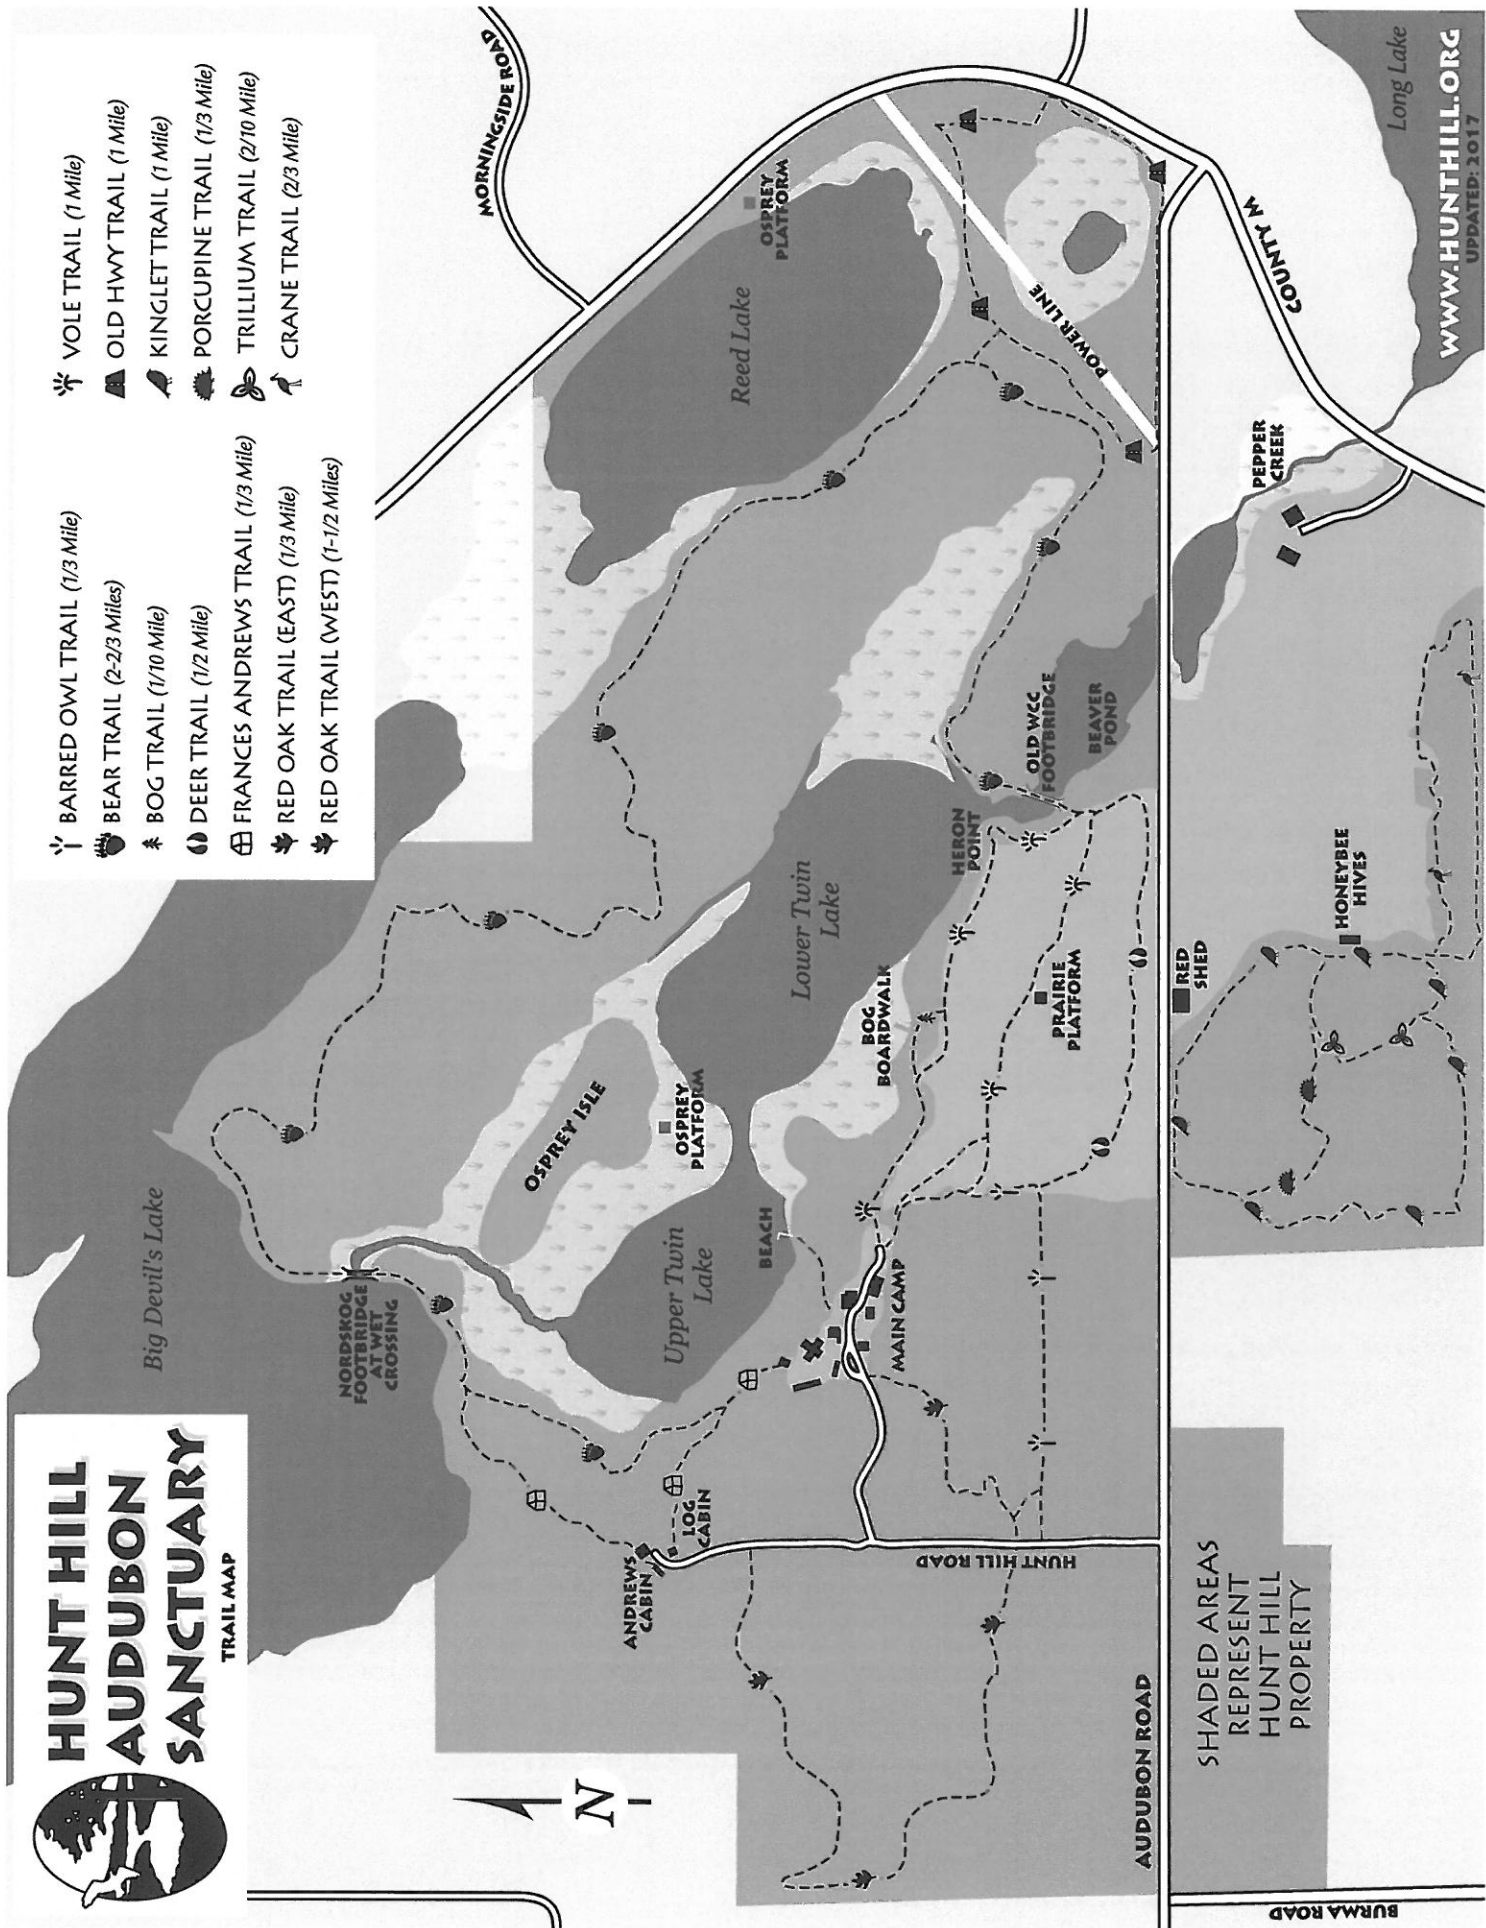 HUNT HILL
AUDUBON
SANCTUARY
TRAIL MAP
BARRED OWL TRAIL (1/3 Mile)
BEAR TRAIL (2-2/3 Miles)
BOG TRAIL (1/10 Mile)
DEER TRAIL (1/2 Mile)
FRANCES ANDREWS TRAIL (1/3 Mile)
RED OAK TRAIL (EAST) (1/3 Mile)
RED OAK TRAIL (WEST) (1-1/2 Miles)
VOLE TRAIL (1 Mile)
OLD HWY TRAIL (1 Mile)
KINGLET TRAIL (1 Mile)
PORCUPINE TRAIL (1/3 Mile)
TRILLIUM TRAIL (2/10 Mile)
CRANE TRAIL (2/3 Mile)
MORNINGSIDE ROAD
Big Devil's Lake
NORDSKOG
FOOTBRIDGE
AT WET
CROSSING
OSPREY ISLE
OSPREY
PLATFORM
Reed Lake
OSPREY
PLATFORM
Upper Twin
Lake
BEACH
Lower Twin
Lake
ANDREWS
CABIN
LOG
CABIN
MAIN CAMP
BOG
BOARDWALK
HERON
POINT
OLD WCC
FOOTBRIDGE
BEAVER
POND
PRAIRIE
PLATFORM
POWER LINE
HUNT HILL ROAD
N
AUDUBON ROAD
RED
SHED
HONEYBEE
HIVES
PEPPER
CREEK
COUNTY M
Long Lake
SHADED AREAS
REPRESENT
HUNT HILL
PROPERTY
BURMA ROAD
WWW.HUNTHILL.ORG
UPDATED: 2017